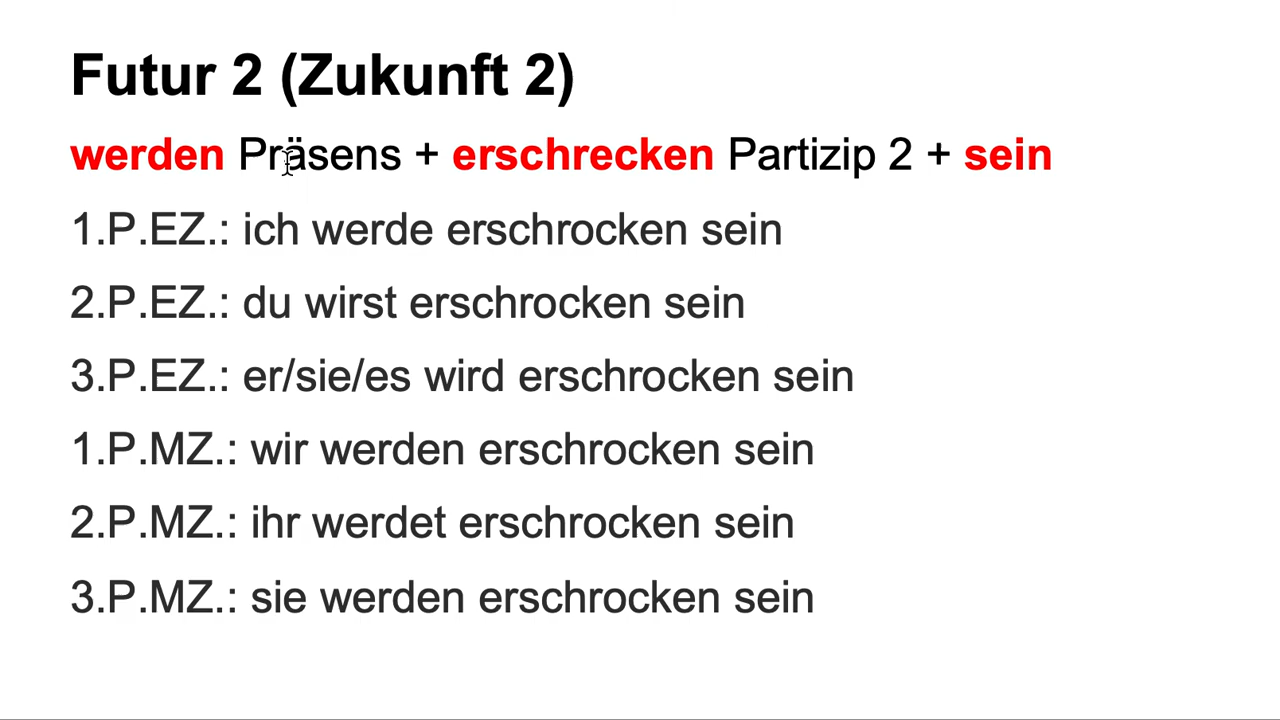 Futur 2 (Zukunft 2)
werden Präsens + erschrecken Partizip 2 + sein
1.P.EZ.: ich werde erschrocken sein
2.P.EZ.: du wirst erschrocken sein
3.P.EZ.: er/sie/es wird erschrocken sein
1.P.MZ.: wir werden erschrocken sein
2.P.MZ.: ihr werdet erschrocken sein
3.P.MZ.: sie werden erschrocken sein